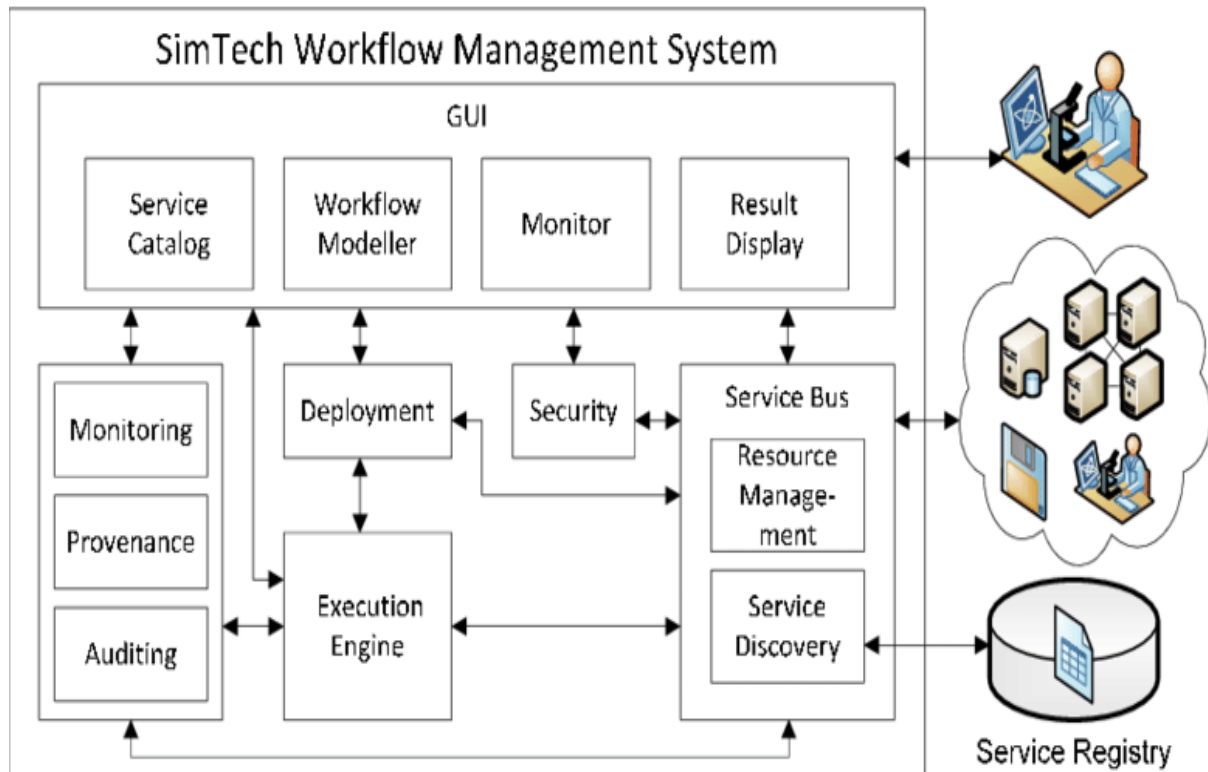 SimTech Workflow Management System
GUI
Service
Catalog
Workflow
Modeller
Monitor
Result
Display
Monitoring
Provenance
Auditing
Deployment
Execution
Engine
Security
Service Bus
Resource
Manage-
ment
Service
Discovery
Service Registry